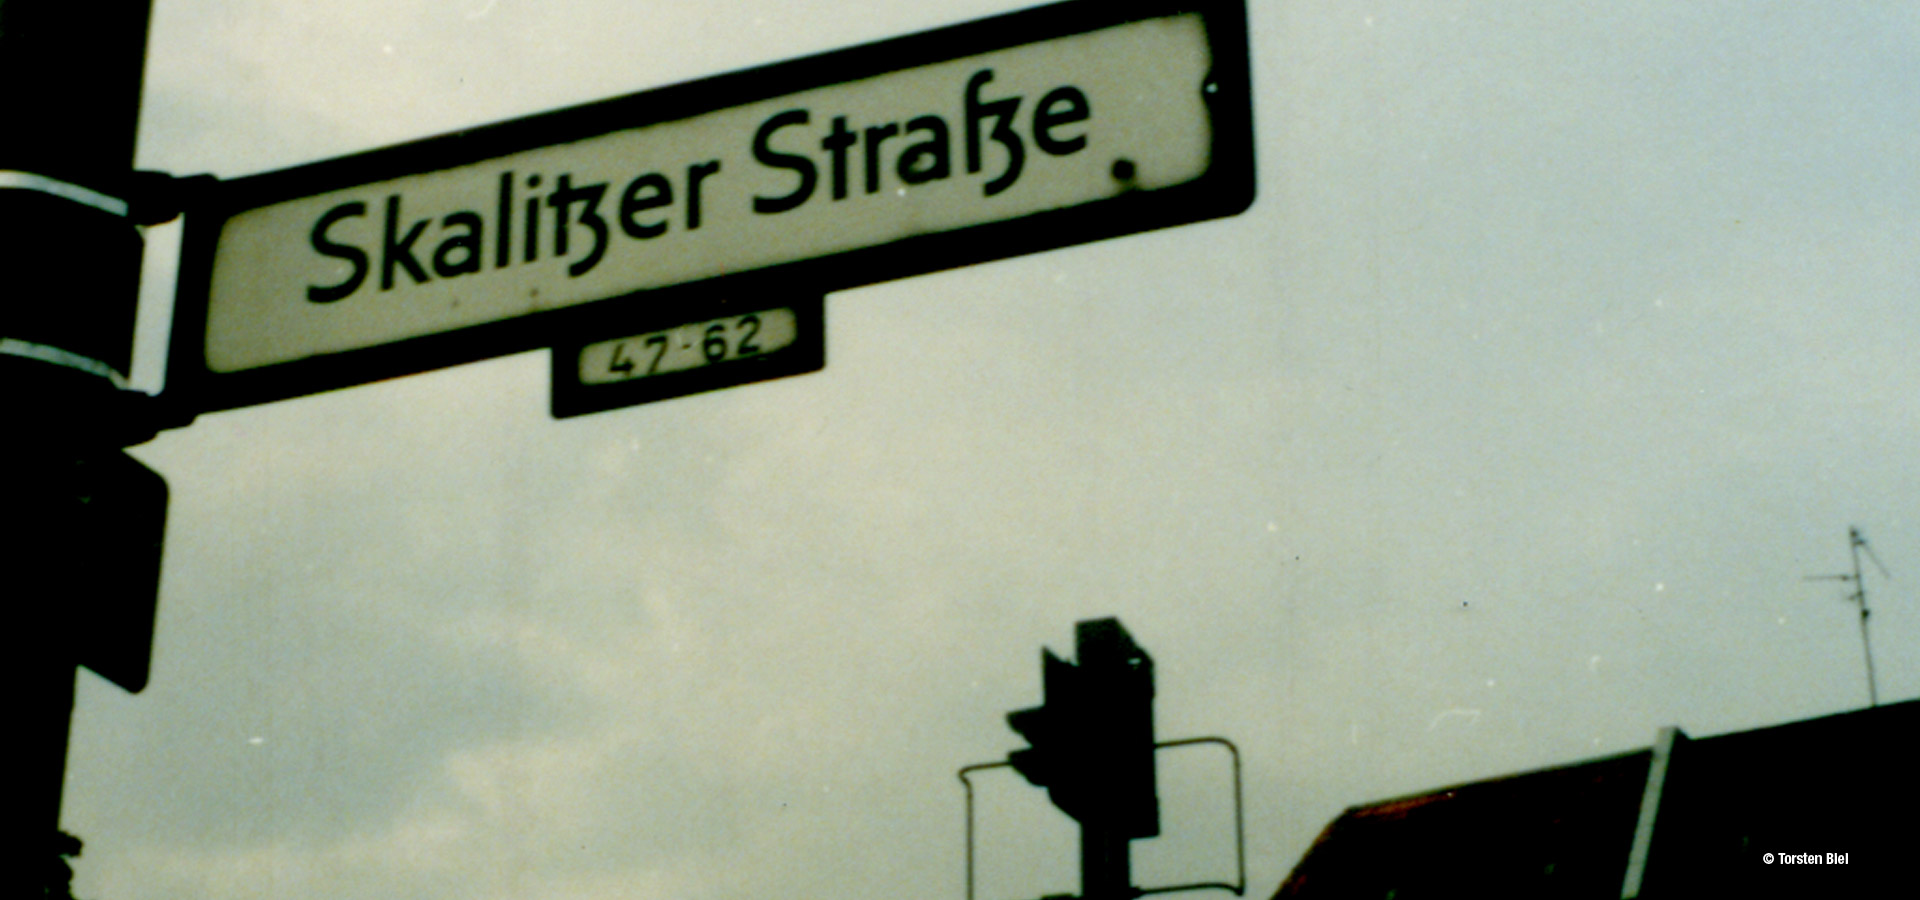 Skalitzer Straße
47-62
© Torsten Biel